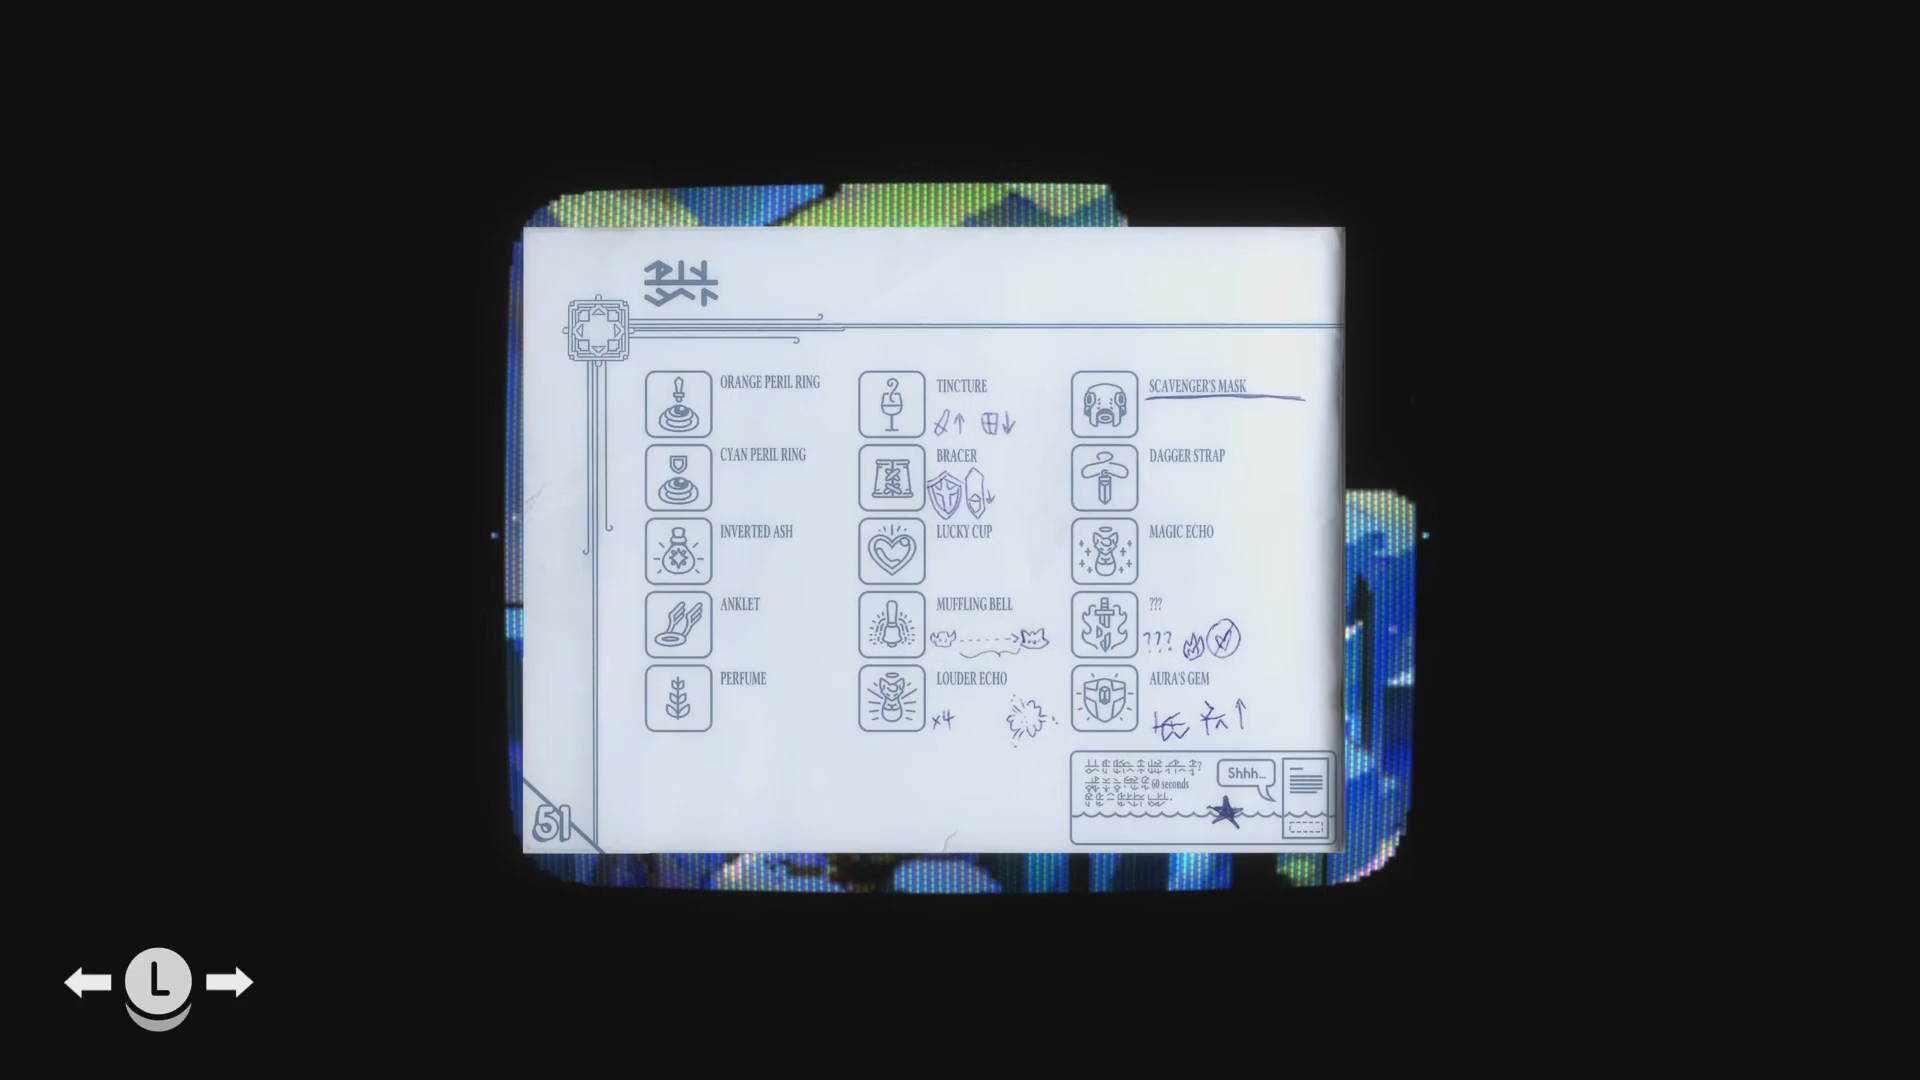 ORANGE PERIL RING
CYAN PERIL RING
INVERTED ASH
ANKLET
PERFUME
TINCTURE
BRACER
LUCKY CUP
MUFFLING BELL
LOUDER ECHO
x4
SCAVENGER'S MASK
DAGGER STRAP
MAGIC ECHO
???
???
AURA'S GEM
60 seconds
Shhh...
51
L